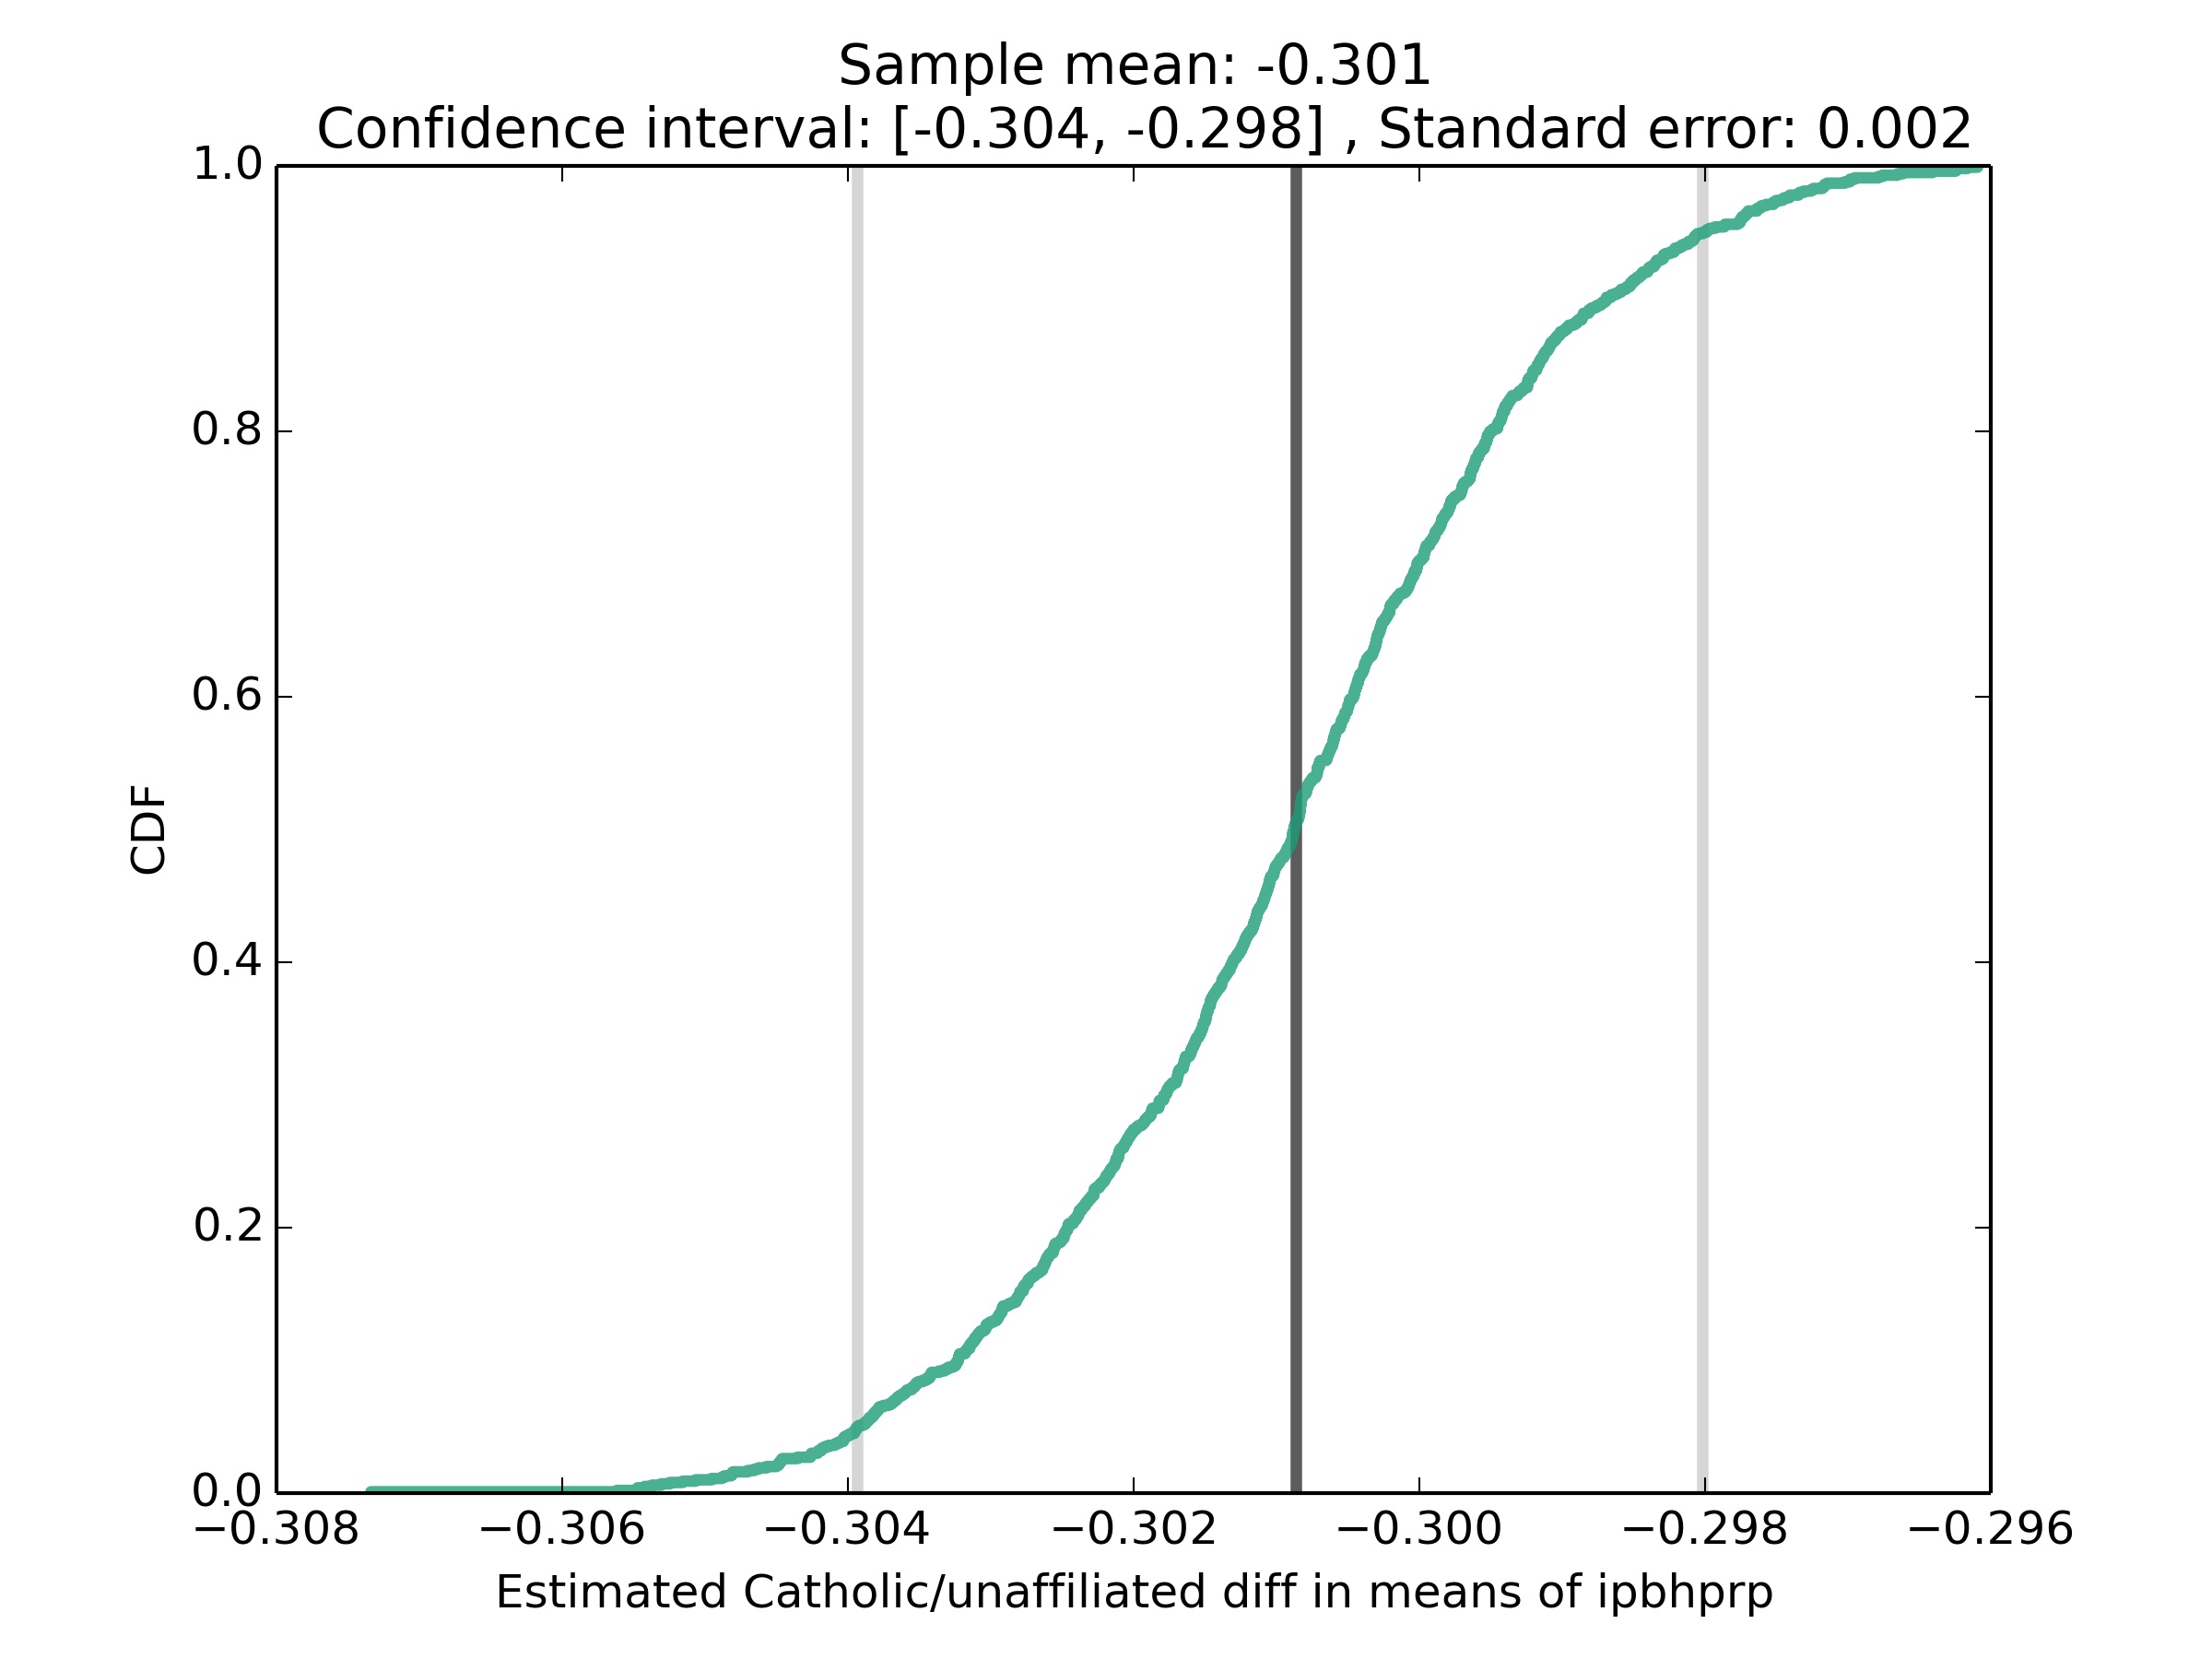 Sample mean: -0.301
Confidence interval: [-0.304, -0.298] , Standard error: 0.002
1.0
0.8
0.6
0.4
0.2
0.0
CDF
−0.308 −0.306 −0.304 −0.302 −0.300 −0.298 −0.296
Estimated Catholic/unaffiliated diff in means of ipbhprp